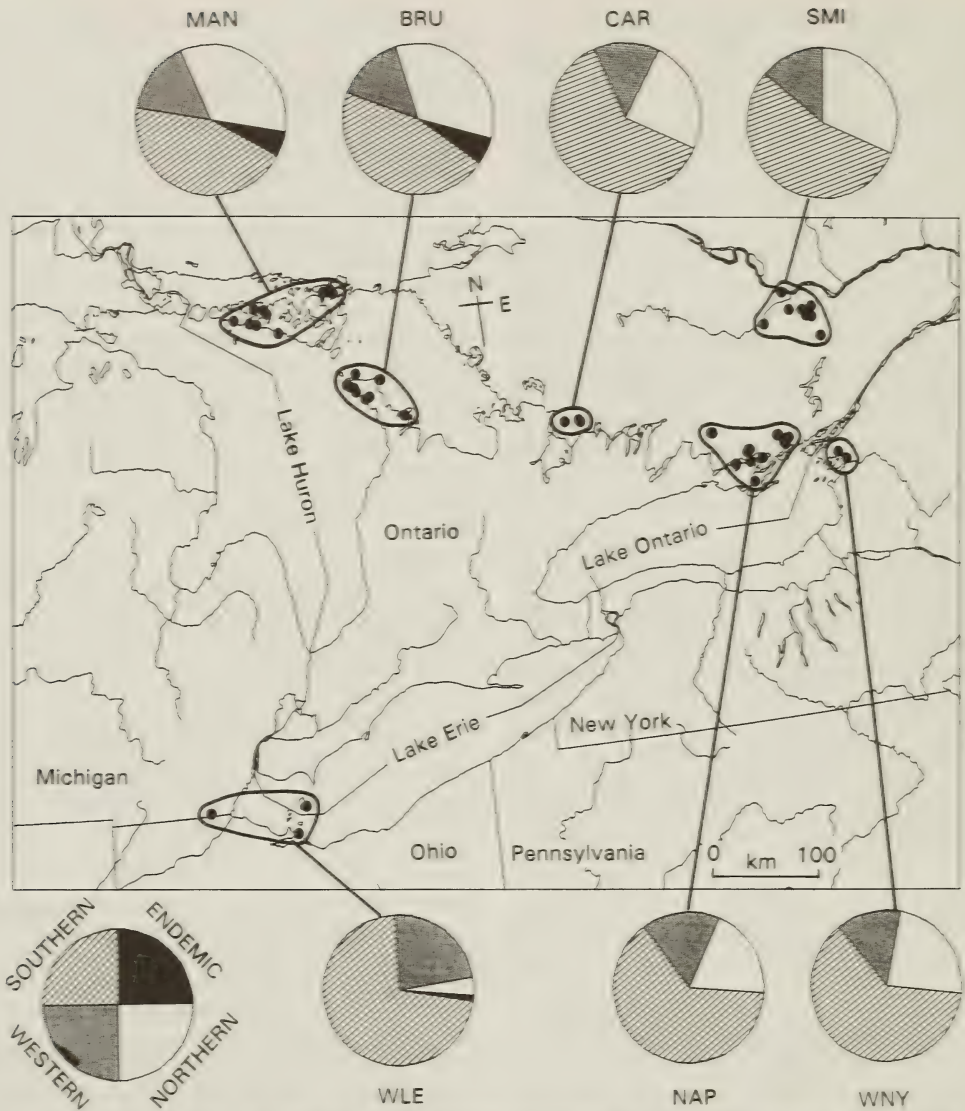 MAN
BRU
CAR
SMI
N
E
Lake Huron
Ontario
Lake Ontario
Lake Erie
New York
Michigan
Ohio
Pennsylvania
0 km 100
SOUTHERN
ENDEMIC
WESTERN
NORTHERN
WLE
NAP
WNY